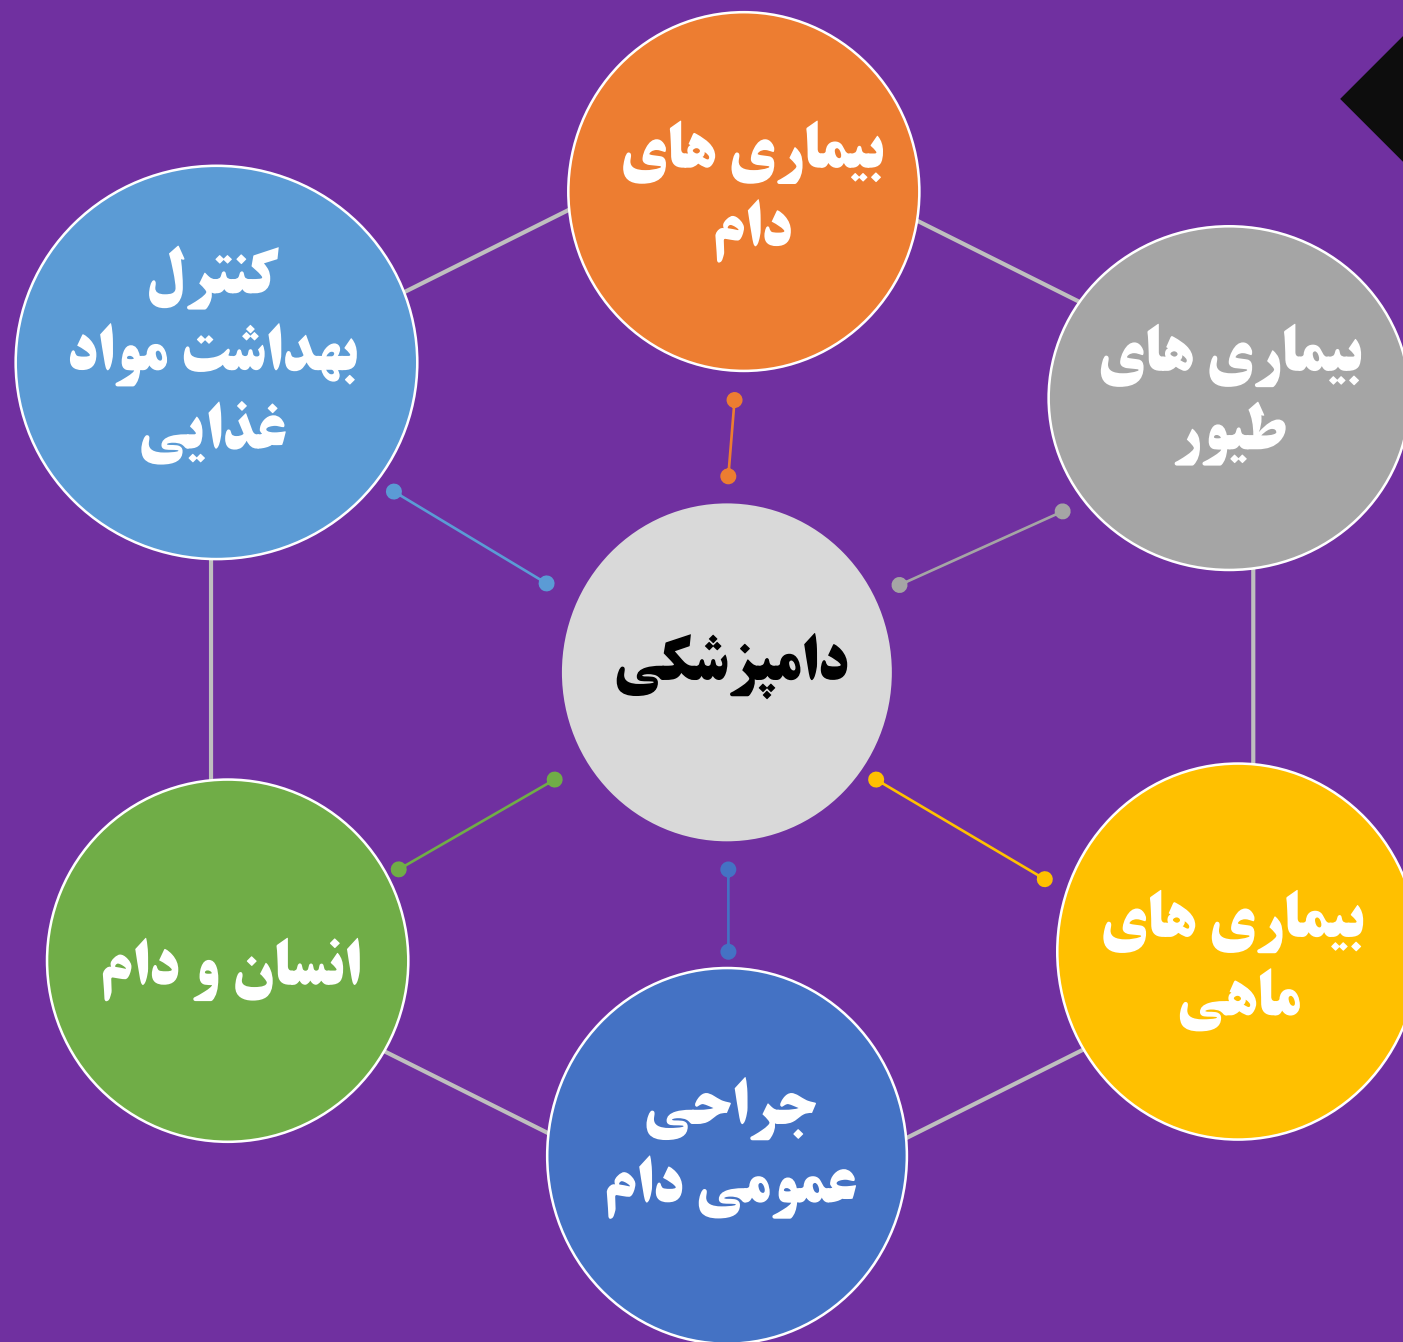 بیماری های
دام
بیماری های
طیور
بیماری های
ماهی
جراحی
عمومی دام
انسان و دام
کنترل
بهداشت مواد
غذایی
دامپزشکی